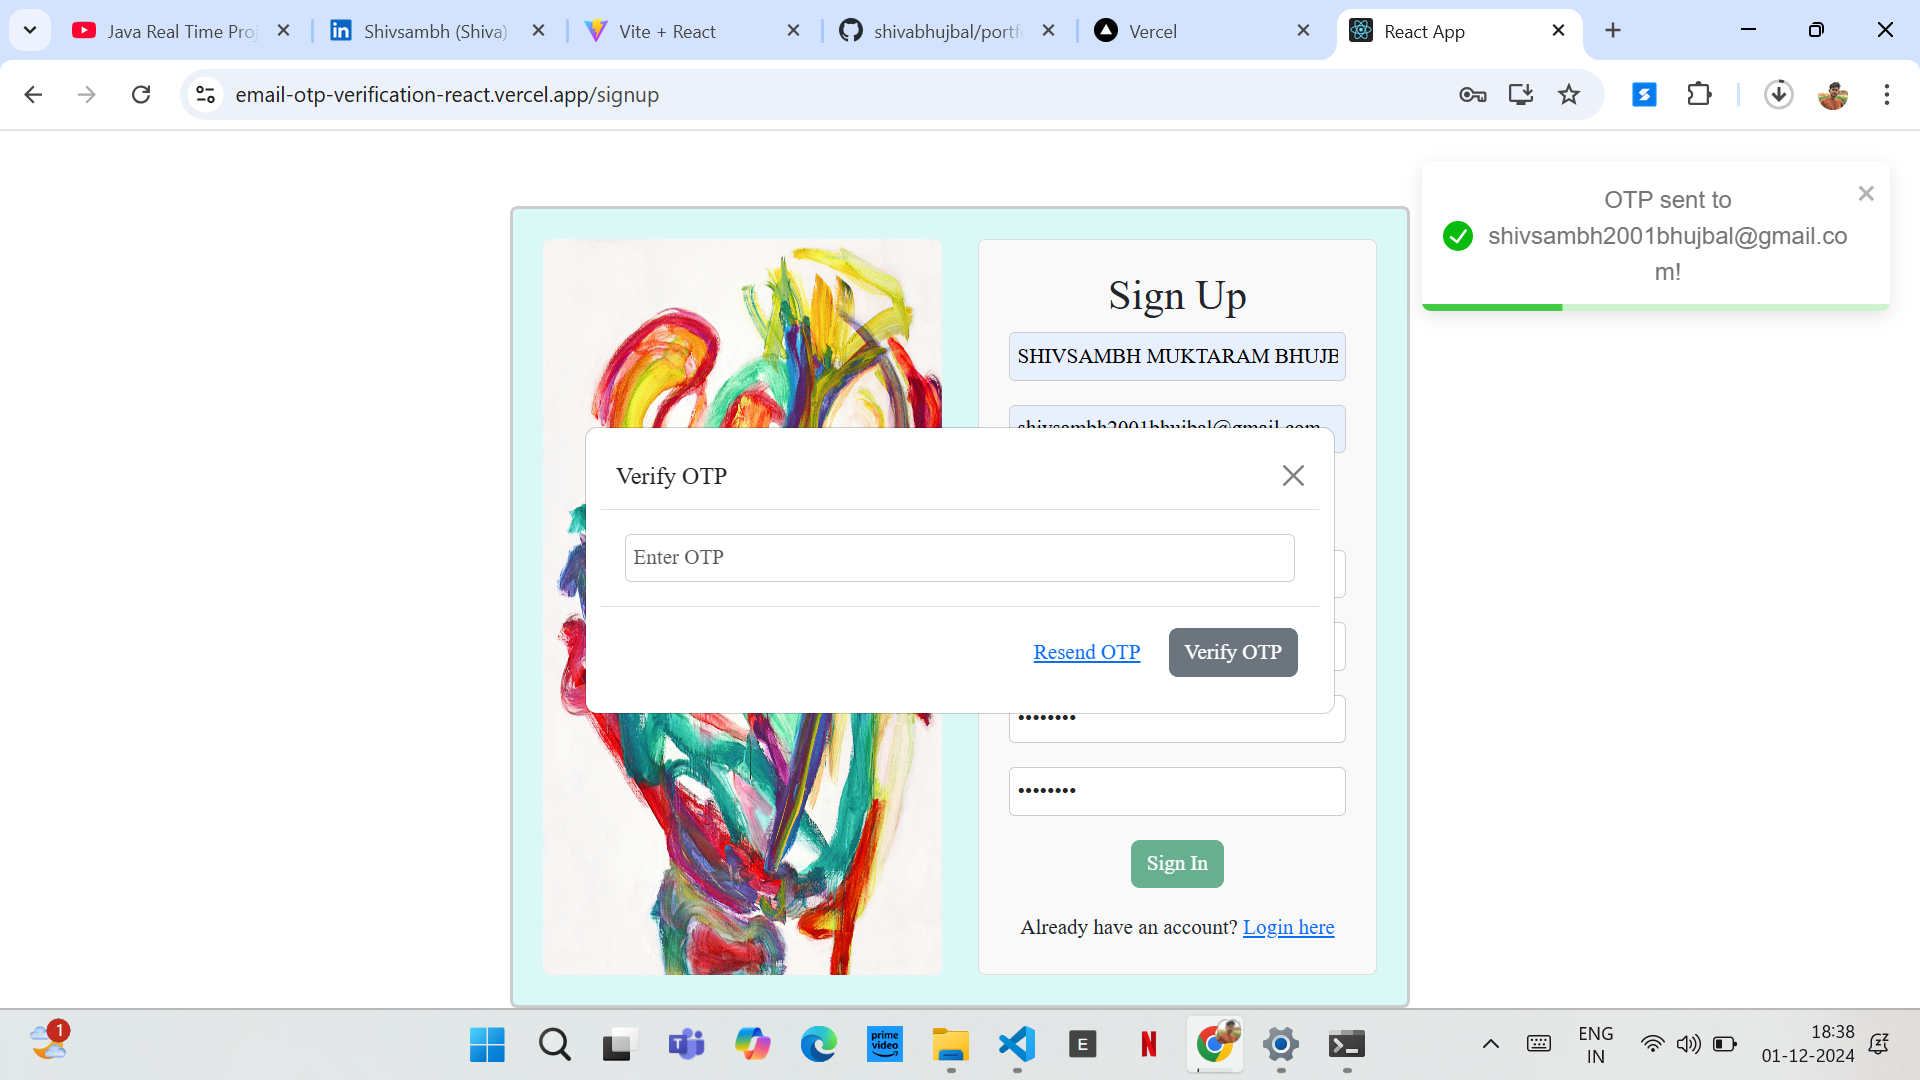 Java Real Time Proj
Shivsambh (Shiva)
Vite + React
shivabhujbal/portf
Vercel
React App
email-otp-verification-react.vercel.app/signup
OTP sent to
shivsambh2001bhujbal@gmail.co
m!
Sign Up
SHIVSAMBH MUKTARAM BHUJB
shivsambh2001bhujbal@gmail.com
Verify OTP
Enter OTP
Resend OTP
Verify OTP
••••••••
••••••••
Sign In
Already have an account? Login here
1
prime
video
E
N
ENG
IN
18:38
01-12-2024